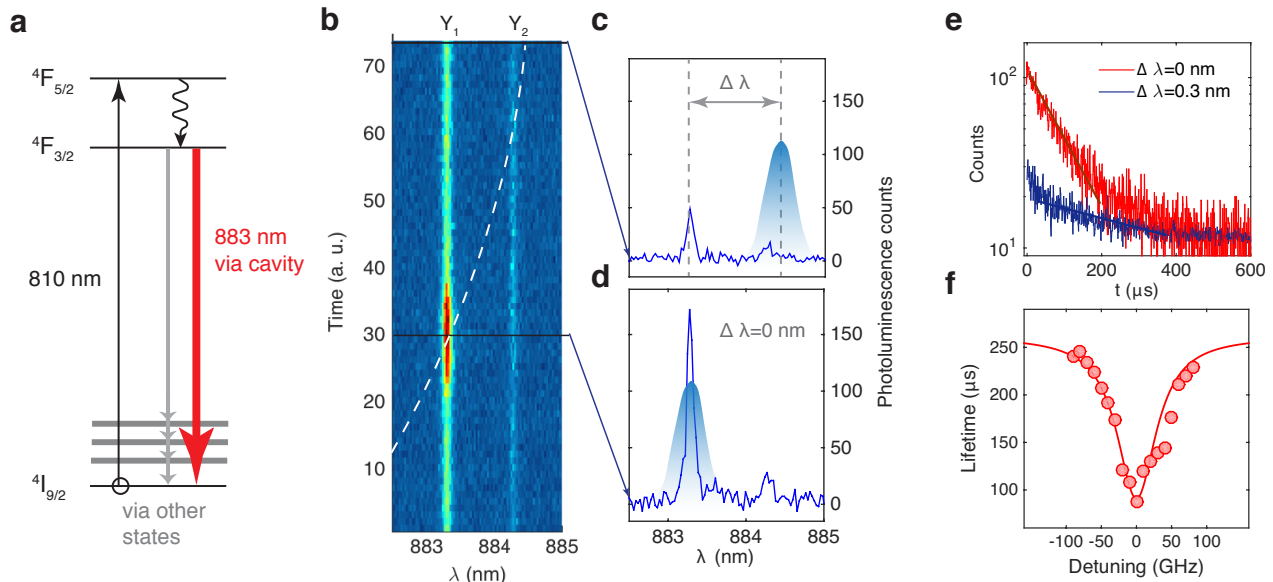 a
⁴F₅/₂
⁴F₃/₂
883 nm
via cavity
810 nm
⁴I₉/₂
via other
states
b
Y₁
Y₂
Time (a. u.)
70
60
50
40
30
20
10
883
884
885
λ (nm)
c
Δ λ
150
100
50
0
Photoluminescence counts
d
Δ λ=0 nm
150
100
50
0
883
884
885
λ (nm)
e
Δ λ=0 nm
Δ λ=0.3 nm
Counts
10²
10¹
0
200
400
600
t (μs)
f
Lifetime (μs)
250
200
150
100
-100
-50
0
50
100
Detuning (GHz)